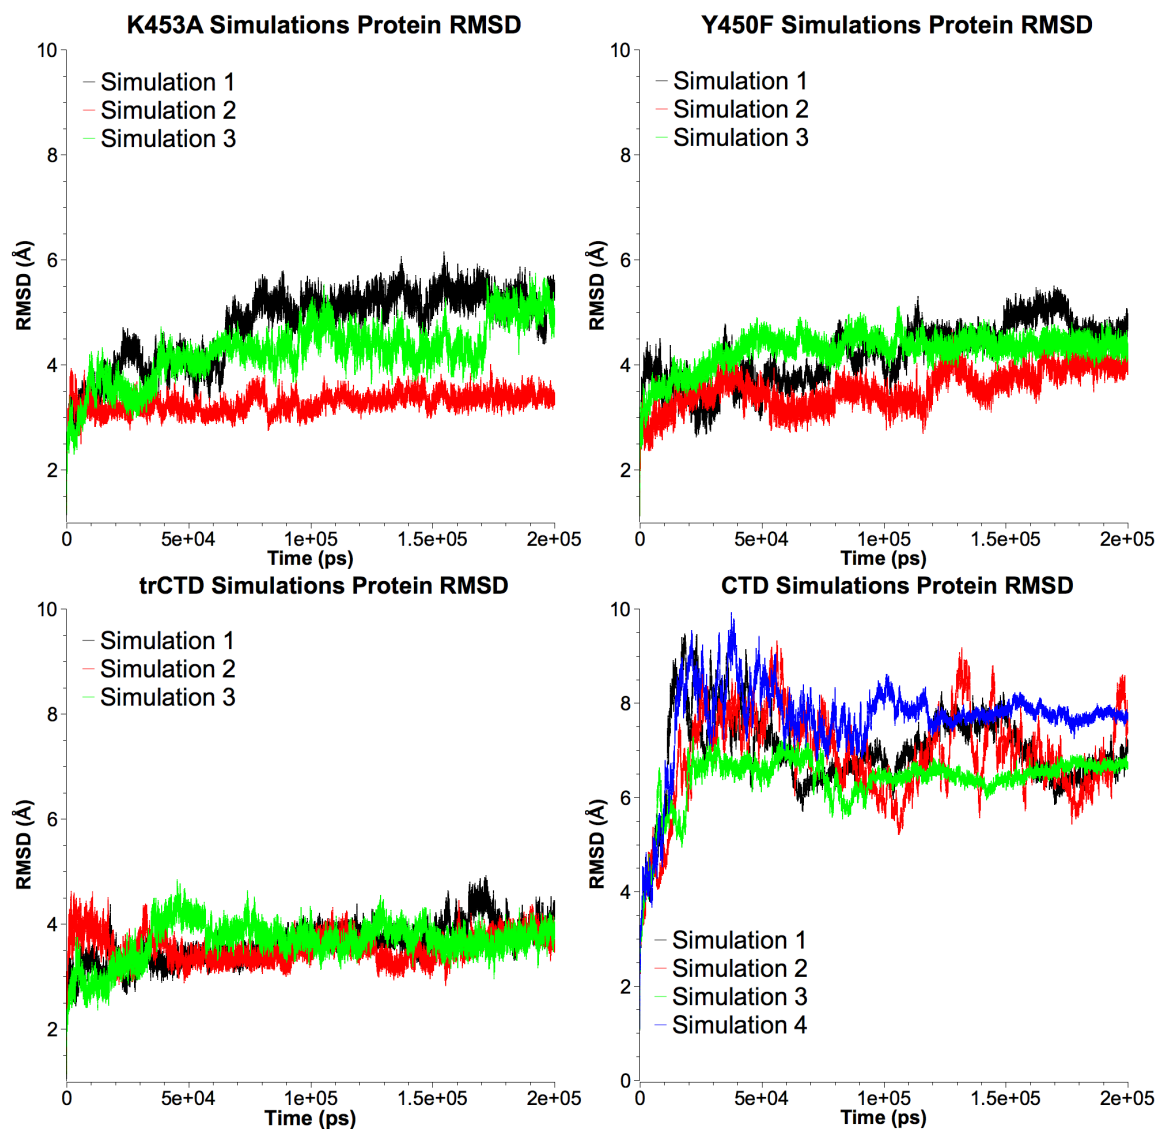 K453A Simulations Protein RMSD
10
8
6
4
2
RMSD (Å)
Simulation 1
Simulation 2
Simulation 3
0
5e+04
1e+05
1.5e+05
2e+05
Time (ps)
Y450F Simulations Protein RMSD
10
8
6
4
2
RMSD (Å)
Simulation 1
Simulation 2
Simulation 3
0
5e+04
1e+05
1.5e+05
2e+05
Time (ps)
trCTD Simulations Protein RMSD
10
8
6
4
2
RMSD (Å)
Simulation 1
Simulation 2
Simulation 3
0
5e+04
1e+05
1.5e+05
2e+05
Time (ps)
CTD Simulations Protein RMSD
10
8
6
4
2
0
RMSD (Å)
Simulation 1
Simulation 2
Simulation 3
Simulation 4
0
5e+04
1e+05
1.5e+05
2e+05
Time (ps)